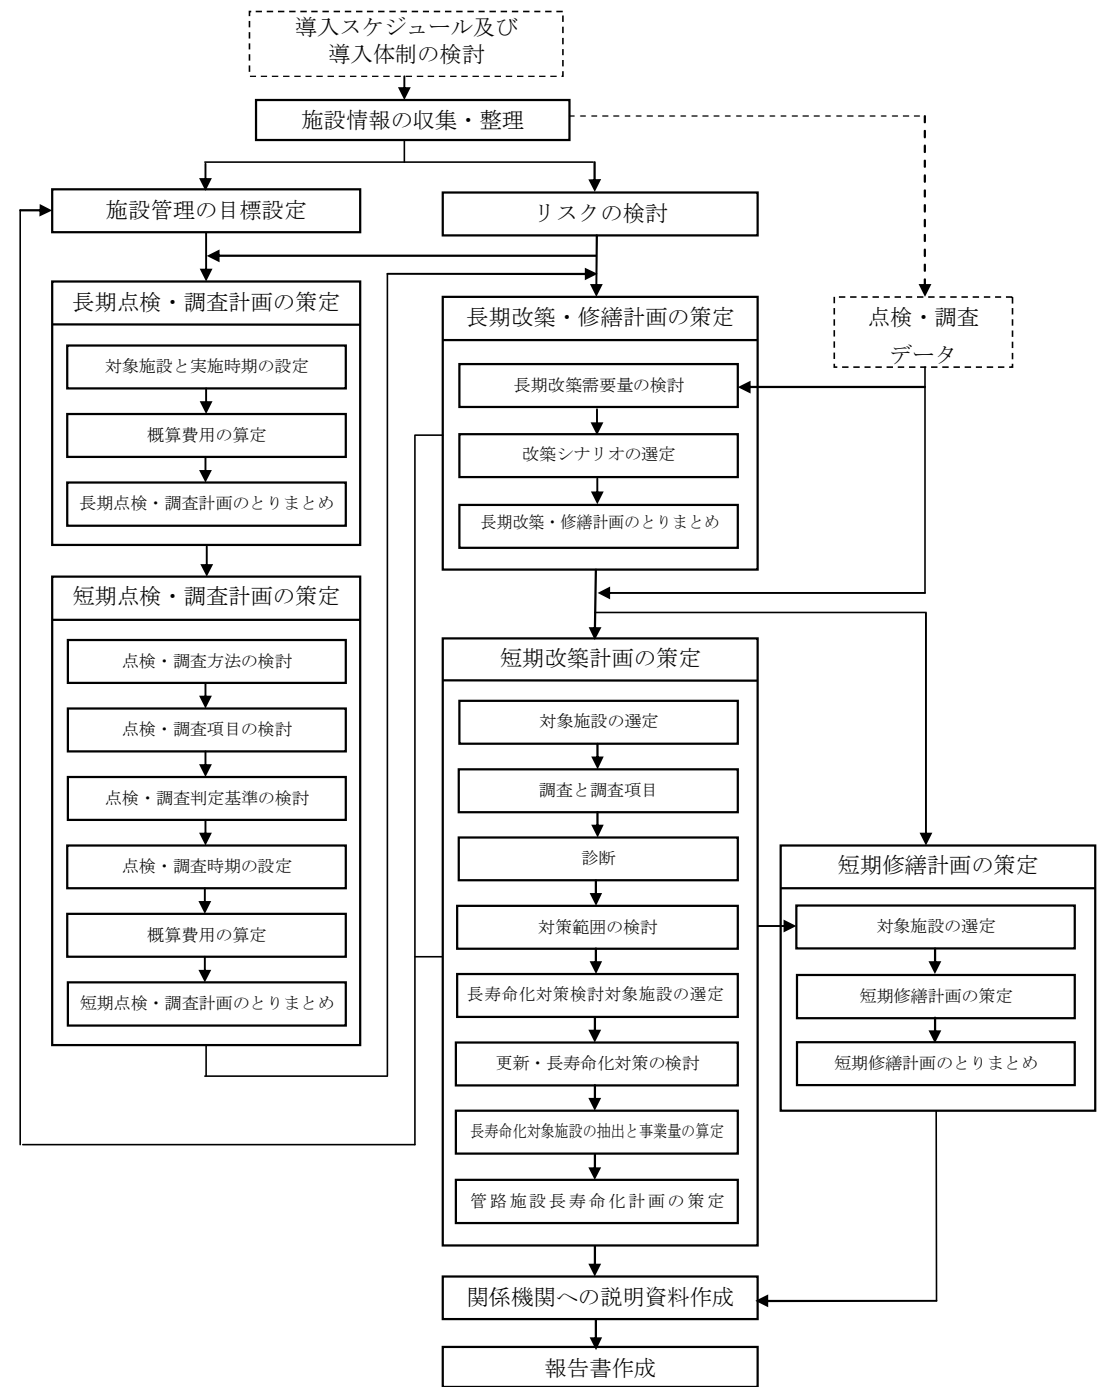 導入スケジュール及び
導入体制の検討
施設情報の収集・整理
施設管理の目標設定
リスクの検討
長期点検・調査計画の策定
対象施設と実施時期の設定
概算費用の算定
長期点検・調査計画のとりまとめ
長期改築・修繕計画の策定
長期改築需要量の検討
改築シナリオの選定
長期改築・修繕計画のとりまとめ
点検・調査
データ
短期点検・調査計画の策定
点検・調査方法の検討
点検・調査項目の検討
点検・調査判定基準の検討
点検・調査時期の設定
概算費用の算定
短期点検・調査計画のとりまとめ
短期改築計画の策定
対象施設の選定
調査と調査項目
診断
対策範囲の検討
長寿命化対策検討対象施設の選定
更新・長寿命化対策の検討
長寿命化対象施設の抽出と事業量の算定
管路施設長寿命化計画の策定
短期修繕計画の策定
対象施設の選定
短期修繕計画の策定
短期修繕計画のとりまとめ
関係機関への説明資料作成
報告書作成